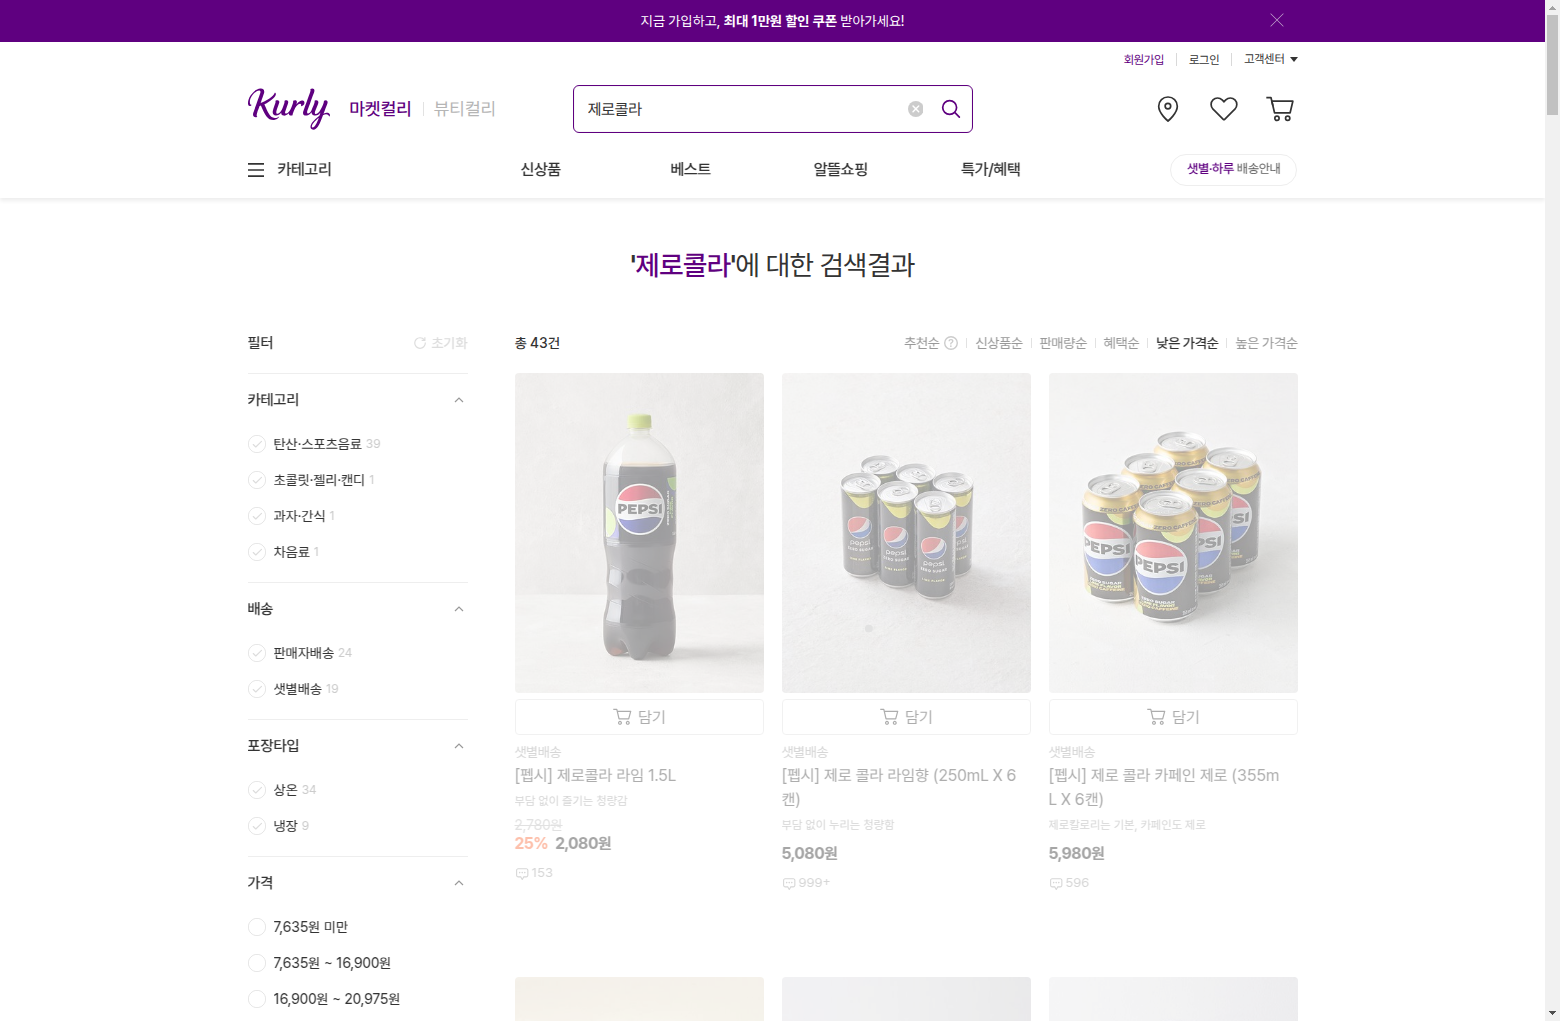 지금 가입하고, 최대 1만원 할인 쿠폰 받아가세요!
회원가입
로그인
고객센터
Kurly
마켓컬리
뷰티컬리
제로콜라
카테고리
신상품
베스트
알뜰쇼핑
특가/혜택
샛별·하루 배송안내
'제로콜라'에 대한 검색결과
필터
초기화
카테고리
탄산·스포츠음료 39
초콜릿·젤리·캔디 1
과자·간식 1
차음료 1
배송
판매자배송 24
샛별배송 19
포장타입
상온 34
냉장 9
가격
7,635원 미만
7,635원 ~ 16,900원
16,900원 ~ 20,975원
총 43건
추천순
신상품순
판매량순
혜택순
낮은 가격순
높은 가격순
PEPSI
담기
샛별배송
[펩시] 제로콜라 라임 1.5L
부담 없이 즐기는 청량감
2,780원
25% 2,080원
153
pepsi
pepsi
pepsi
담기
샛별배송
[펩시] 제로 콜라 라임향 (250mL X 6
캔)
부담 없이 누리는 청량함
5,080원
999+
ZERO CAFFEINE
PEPSI
PEPSI
담기
샛별배송
[펩시] 제로 콜라 카페인 제로 (355m
L X 6캔)
제로칼로리는 기본, 카페인도 제로
5,980원
596